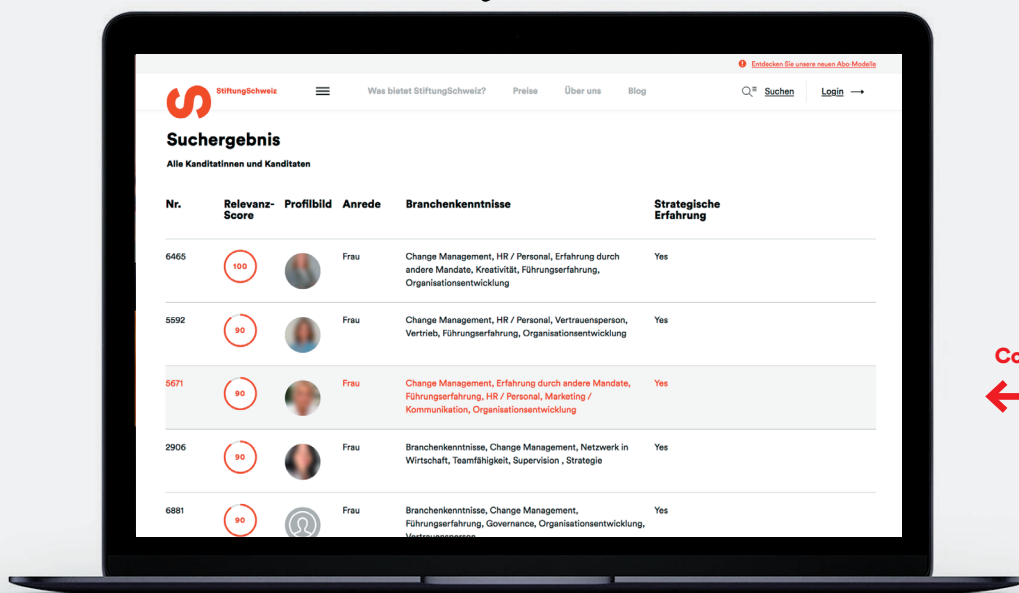 Entdecken Sie unsere neuen Abo-Modelle
StiftungSchweiz
Was bietet StiftungSchweiz? Preise Über uns Blog
Suchen Login →
Suchergebnis
Alle Kanditatinnen und Kanditaten
Nr. Relevanz- Profilbild Anrede Branchenkenntnisse Strategische
Score Erfahrung
6465 100 Frau Change Management, HR / Personal, Erfahrung durch Yes
andere Mandate, Kreativität, Führungserfahrung,
Organisationsentwicklung
5592 90 Frau Change Management, HR / Personal, Vertrauensperson, Yes
Vertrieb, Führungserfahrung, Organisationsentwicklung
5671 90 Frau Change Management, Erfahrung durch andere Mandate, Yes
Führungserfahrung, HR / Personal, Marketing /
Kommunikation, Organisationsentwicklung
2906 90 Frau Branchenkenntnisse, Change Management, Netzwerk in Yes
Wirtschaft, Teamfähigkeit, Supervision , Strategie
6881 90 Frau Branchenkenntnisse, Change Management, Yes
Führungserfahrung, Governance, Organisationsentwicklung,
Vertrauensperson